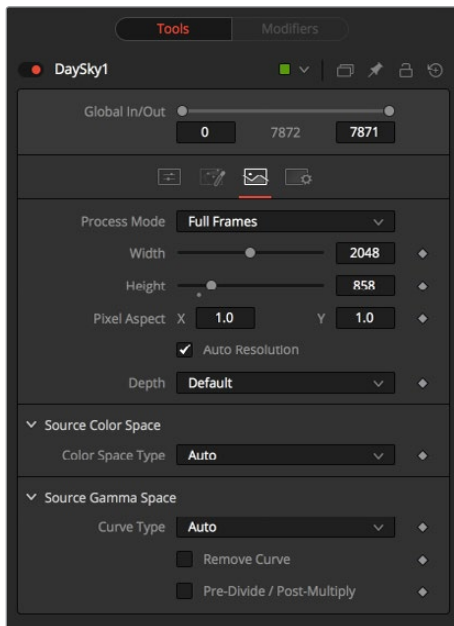 Tools Modifiers
DaySky1
Global In/Out
0 7872 7871
Process Mode Full Frames
Width 2048
Height 858
Pixel Aspect X 1.0 Y 1.0
Auto Resolution
Depth Default
Source Color Space
Color Space Type Auto
Source Gamma Space
Curve Type Auto
Remove Curve
Pre-Divide / Post-Multiply